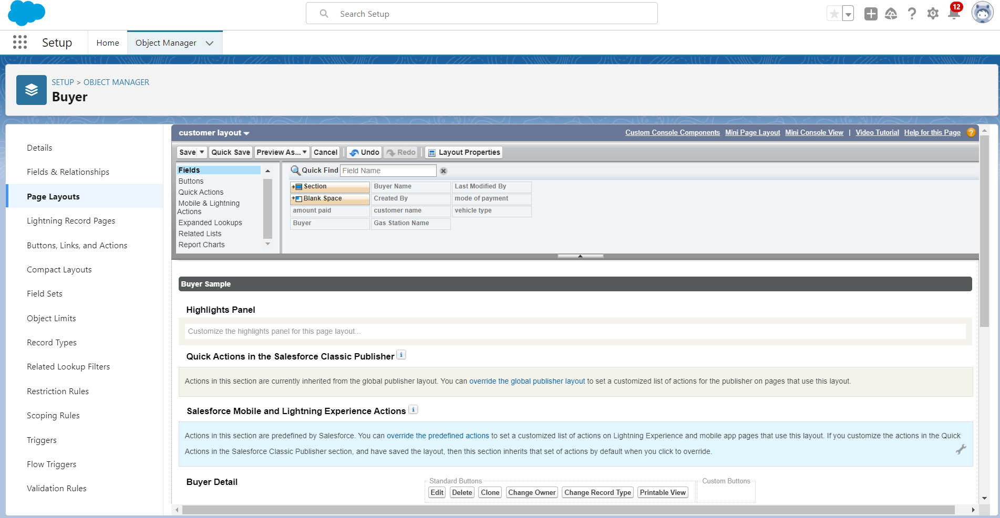 Search Setup
12
Setup
Home
Object Manager
SETUP > OBJECT MANAGER
Buyer
Details
Fields & Relationships
Page Layouts
Lightning Record Pages
Buttons, Links, and Actions
Compact Layouts
Field Sets
Object Limits
Record Types
Related Lookup Filters
Restriction Rules
Scoping Rules
Triggers
Flow Triggers
Validation Rules
customer layout
Custom Console Components Mini Page Layout Mini Console View | Video Tutorial Help for this Page ?
Save Quick Save Preview As... Cancel Undo Redo Layout Properties
Fields
Buttons
Quick Actions
Mobile & Lightning
Actions
Expanded Lookups
Related Lists
Report Charts
Quick Find Field Name
Section Buyer Name Last Modified By
Blank Space Created By mode of payment
amount paid customer name vehicle type
Buyer Gas Station Name
Buyer Sample
Highlights Panel
Customize the highlights panel for this page layout...
Quick Actions in the Salesforce Classic Publisher i
Actions in this section are currently inherited from the global publisher layout. You can override the global publisher layout to set a customized list of actions for the publisher on pages that use this layout.
Salesforce Mobile and Lightning Experience Actions i
Actions in this section are predefined by Salesforce. You can override the predefined actions to set a customized list of actions on Lightning Experience and mobile app pages that use this layout. If you customize the actions in the Quick
Actions in the Salesforce Classic Publisher section, and have saved the layout, then this section inherits that set of actions by default when you click to override.
Buyer Detail
Standard Buttons
Edit Delete Clone Change Owner Change Record Type Printable View
Custom Buttons